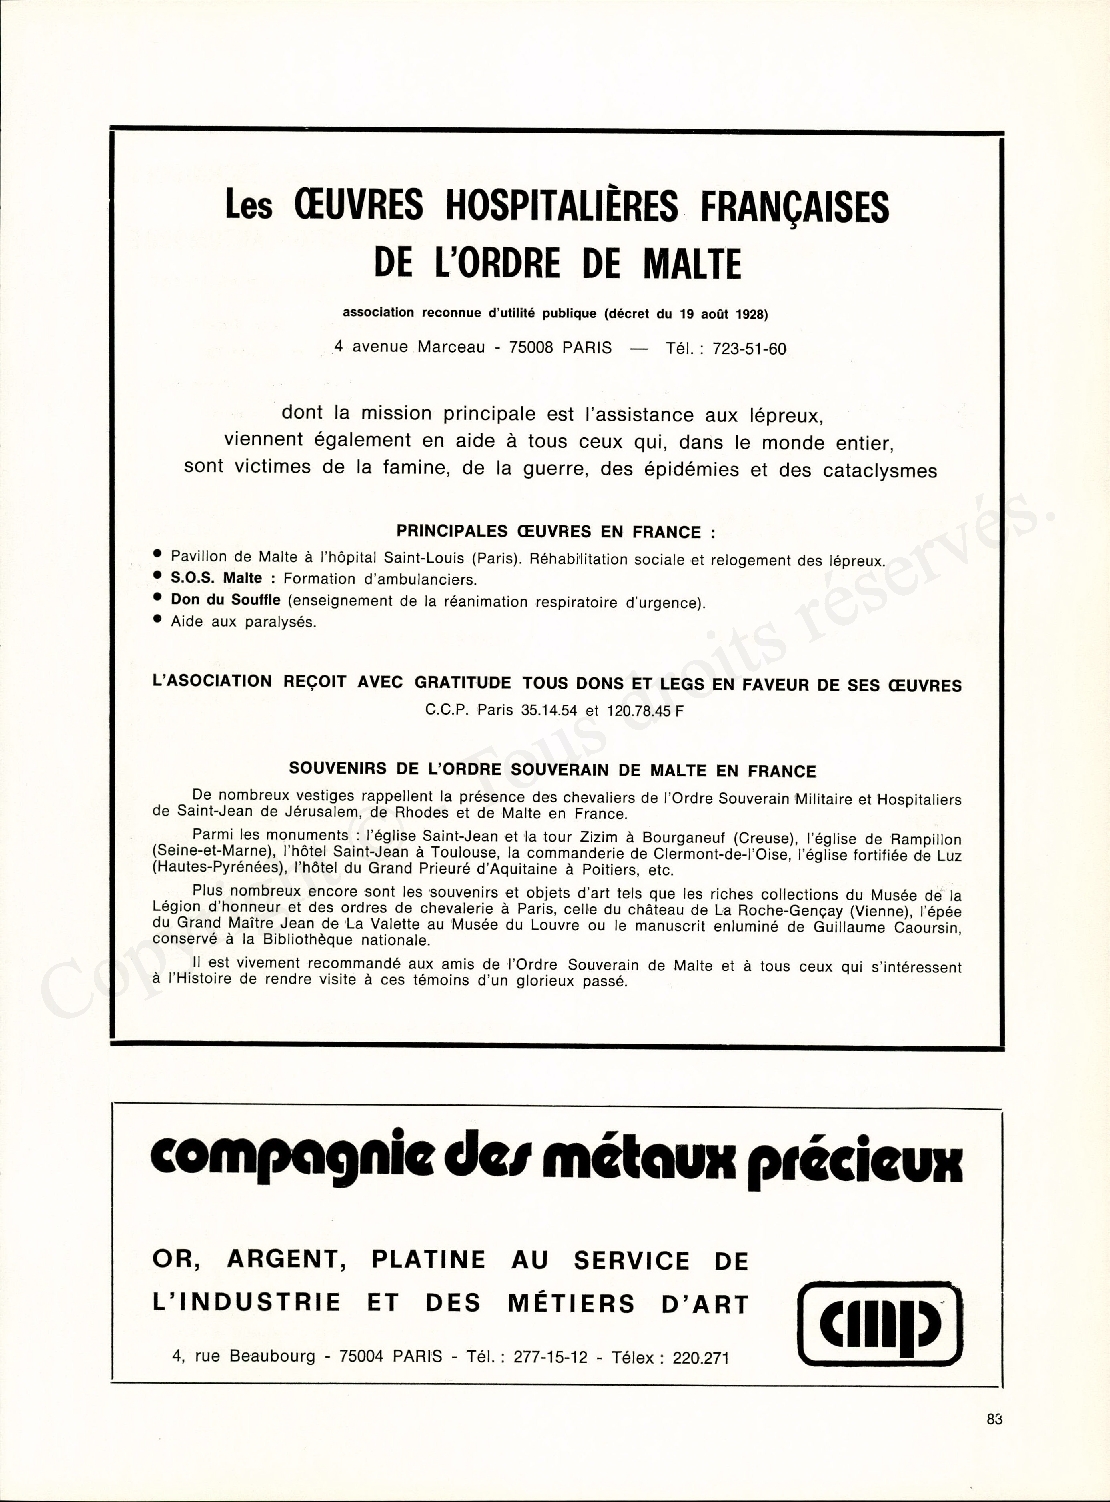 Les ŒUVRES HOSPITALIÈRES FRANÇAISES
DE L'ORDRE DE MALTE
association reconnue d'utilité publique (décret du 19 août 1928)
4 avenue Marceau - 75008 PARIS — Tél. : 723-51-60
dont la mission principale est l'assistance aux lépreux,
viennent également en aide à tous ceux qui, dans le monde entier,
sont victimes de la famine, de la guerre, des épidémies et des cataclysmes
PRINCIPALES ŒUVRES EN FRANCE :
• Pavillon de Malte à l'hôpital Saint-Louis (Paris). Réhabilitation sociale et relogement des lépreux.
• S.O.S. Malte : Formation d'ambulanciers.
• Don du Souffle (enseignement de la réanimation respiratoire d'urgence).
• Aide aux paralysés.
L'ASOCIATION REÇOIT AVEC GRATITUDE TOUS DONS ET LEGS EN FAVEUR DE SES ŒUVRES
C.C.P. Paris 35.14.54 et 120.78.45 F
SOUVENIRS DE L'ORDRE SOUVERAIN DE MALTE EN FRANCE
De nombreux vestiges rappellent la présence des chevaliers de l'Ordre Souverain Militaire et Hospitaliers
de Saint-Jean de Jérusalem, de Rhodes et de Malte en France.
Parmi les monuments : l'église Saint-Jean et la tour Zizim à Bourganeuf (Creuse), l'église de Rampillon
(Seine-et-Marne), l'hôtel Saint-Jean à Toulouse, la commanderie de Clermont-de-l'Oise, l'église fortifiée de Luz
(Hautes-Pyrénées), l'hôtel du Grand Prieuré d'Aquitaine à Poitiers, etc.
Plus nombreux encore sont les souvenirs et objets d'art tels que les riches collections du Musée de la
Légion d'honneur et des ordres de chevalerie à Paris, celle du château de La Roche-Gençay (Vienne), l'épée
du Grand Maître Jean de La Valette au Musée du Louvre ou le manuscrit enluminé de Guillaume Caoursin,
conservé à la Bibliothèque nationale.
Il est vivement recommandé aux amis de l'Ordre Souverain de Malte et à tous ceux qui s'intéressent
à l'Histoire de rendre visite à ces témoins d'un glorieux passé.
Copyright © Tous droits réservés.
compagnie des métaux précieux
OR, ARGENT, PLATINE AU SERVICE DE
L'INDUSTRIE ET DES MÉTIERS D'ART
cmp
4, rue Beaubourg - 75004 PARIS - Tél. : 277-15-12 - Télex : 220.271
83